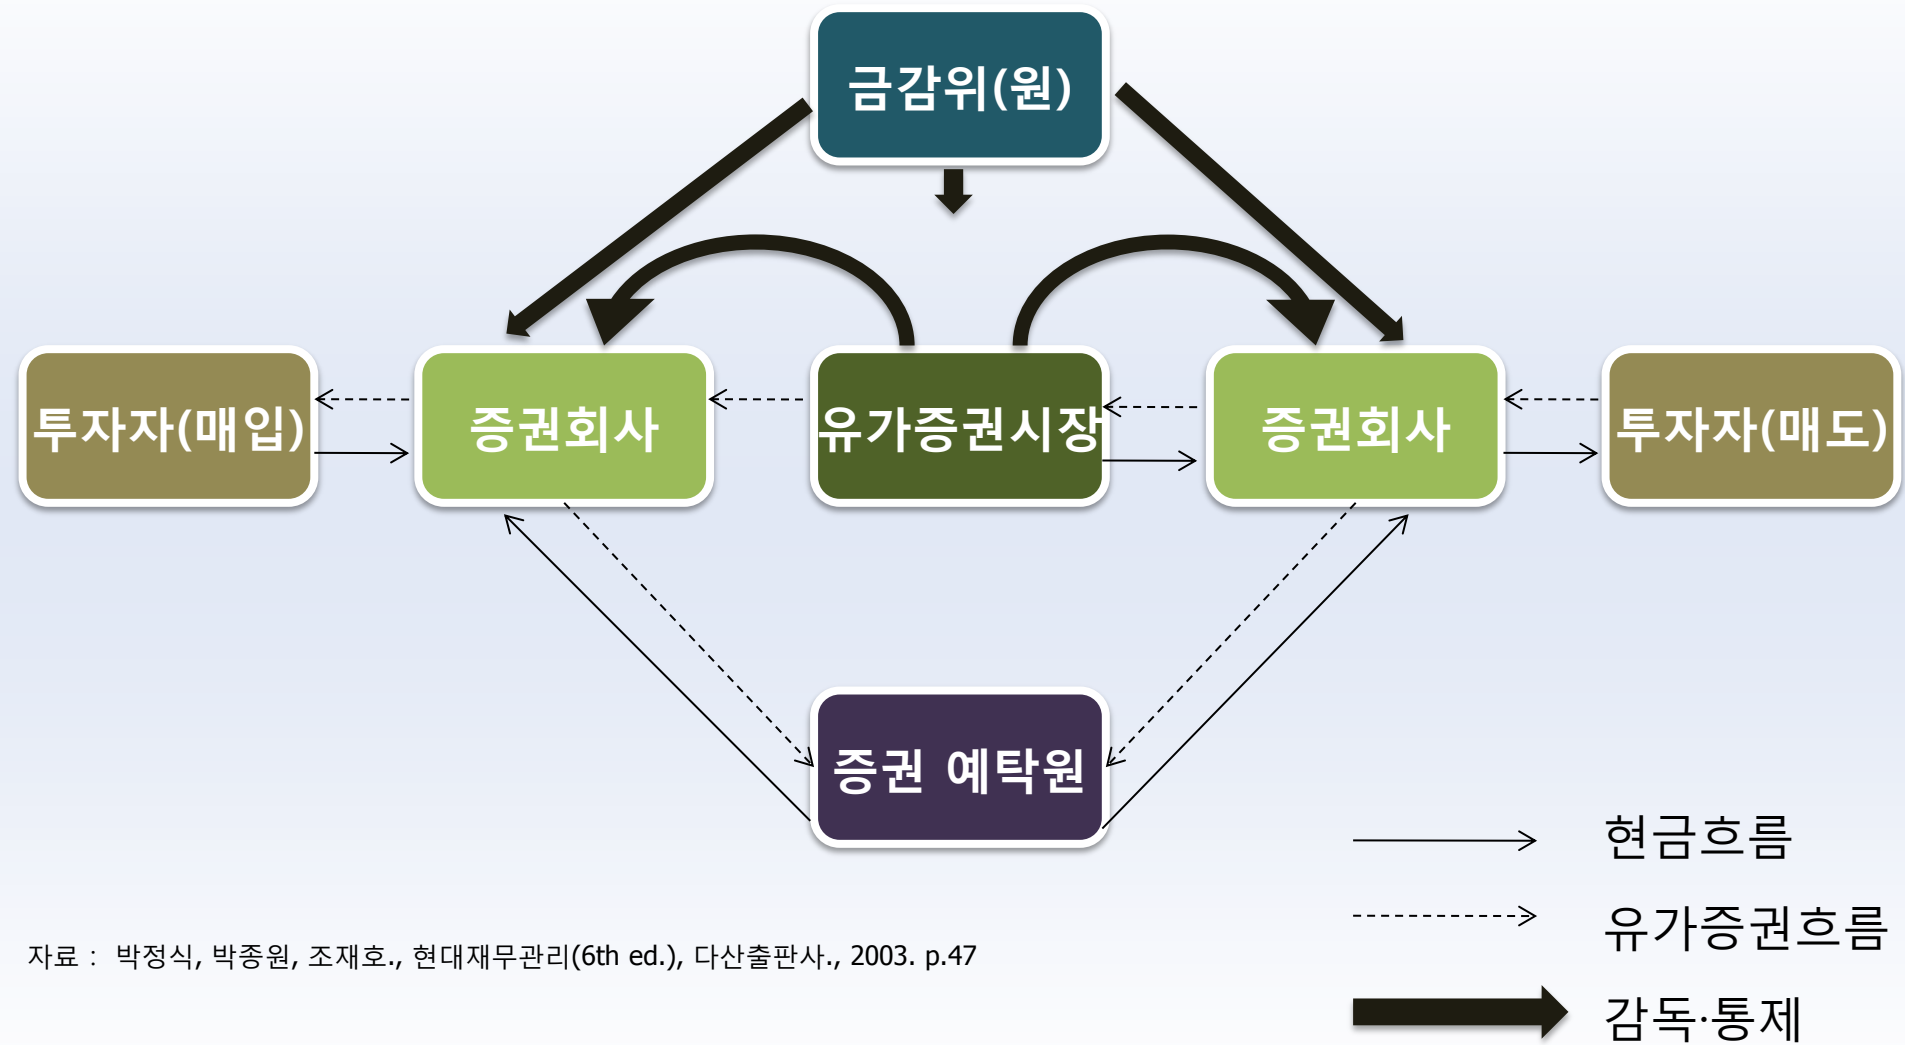 금감위(원)
투자자(매입)
증권회사
유가증권시장
증권회사
투자자(매도)
증권 예탁원
현금흐름
유가증권흐름
감독·통제
자료 : 박정식, 박종원, 조재호., 현대재무관리(6th ed.), 다산출판사., 2003. p.47